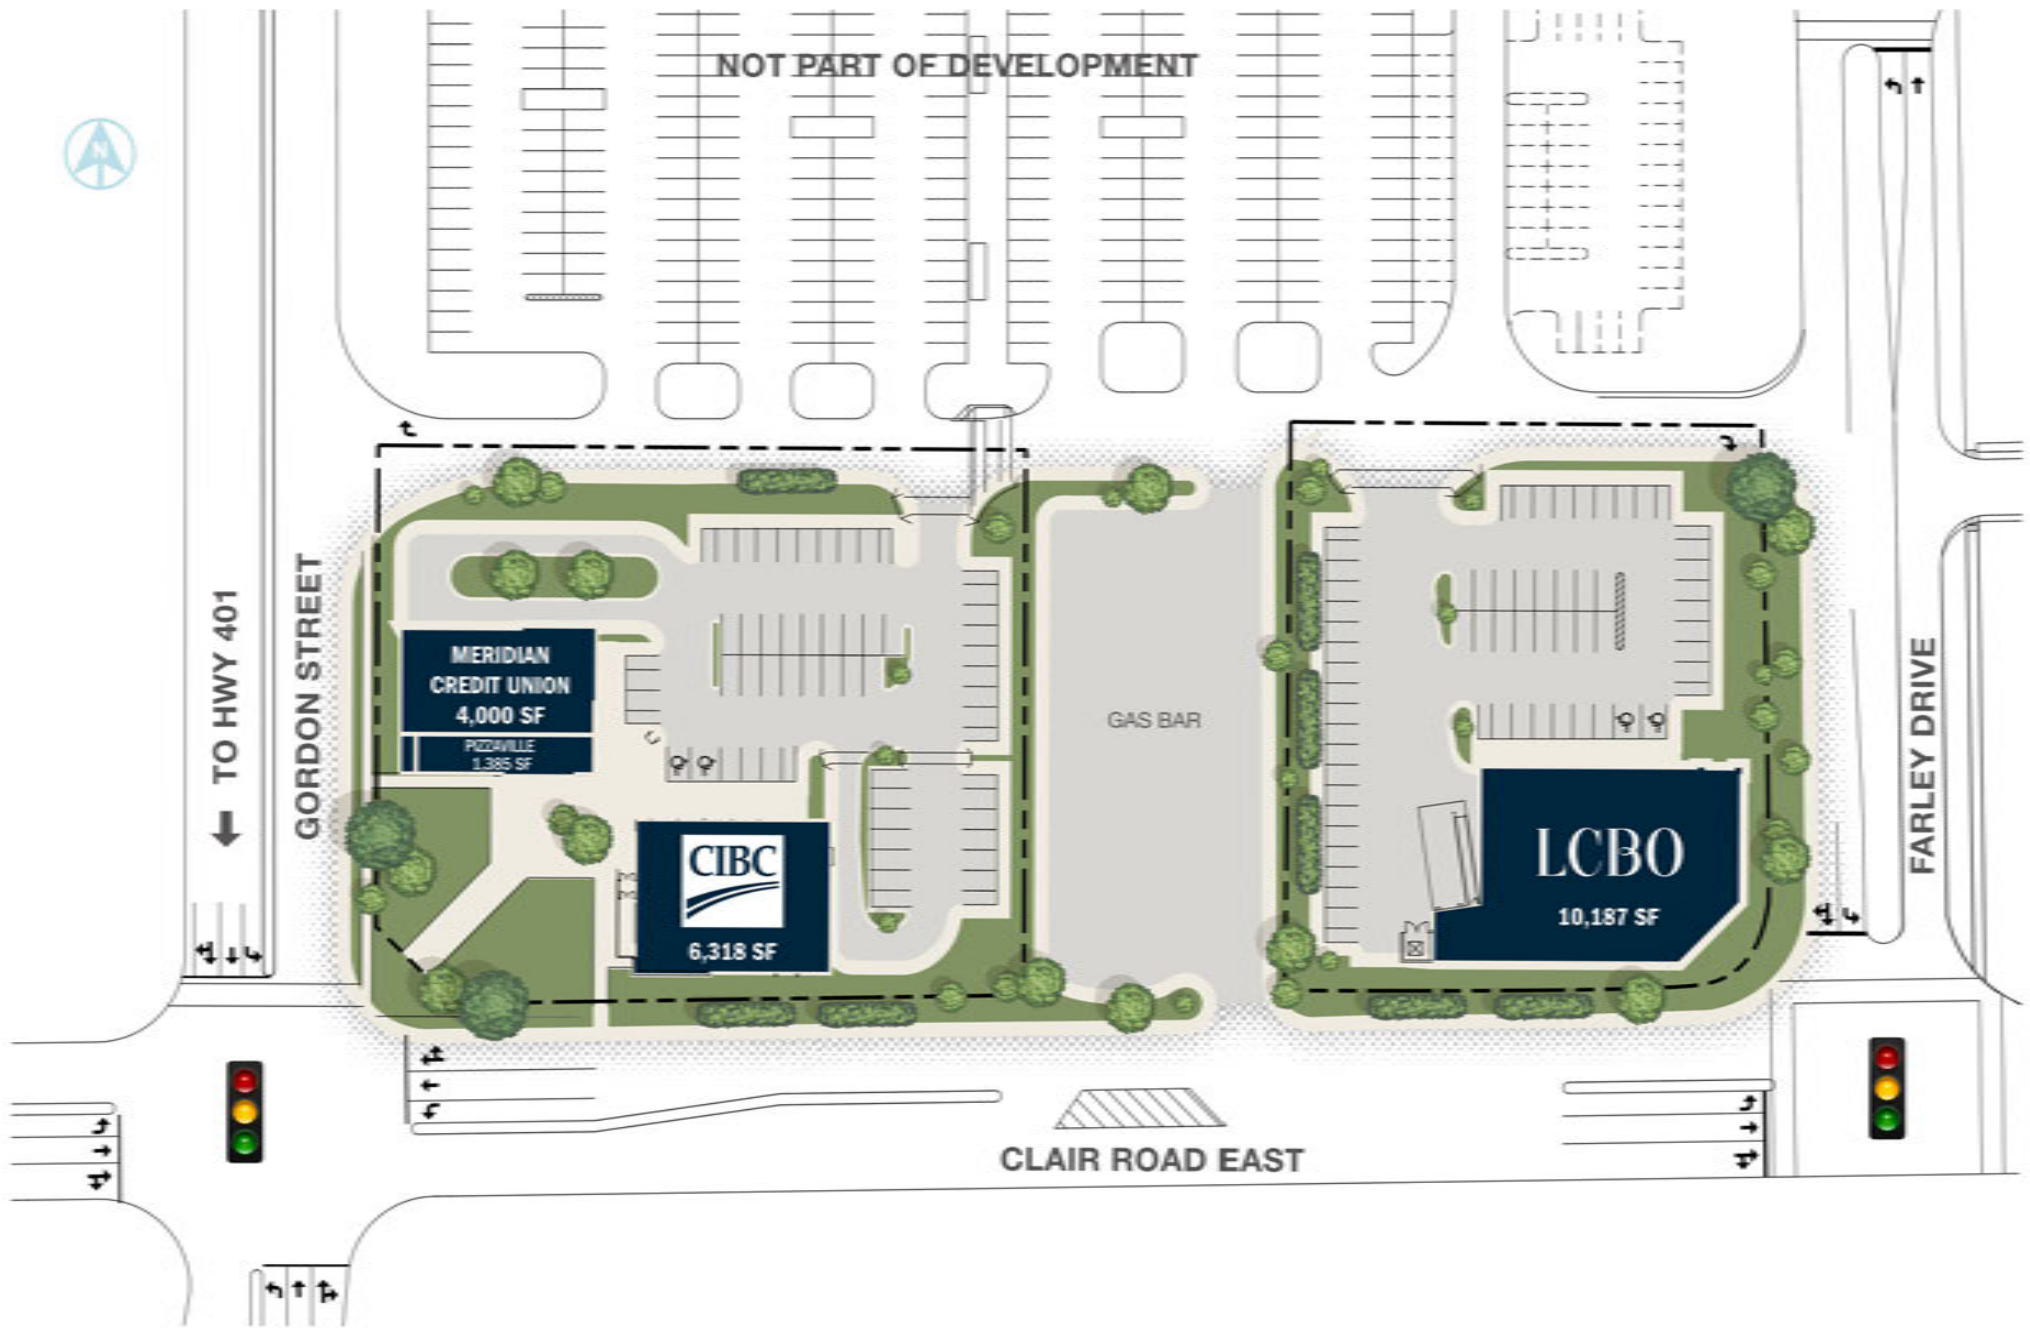 NOT PART OF DEVELOPMENT
N
TO HWY 401
GORDON STREET
MERIDIAN
CREDIT UNION
4,000 SF
PIZZAVILLE
1,385 SF
CIBC
6,318 SF
GAS BAR
LCBO
10,187 SF
FARLEY DRIVE
CLAIR ROAD EAST